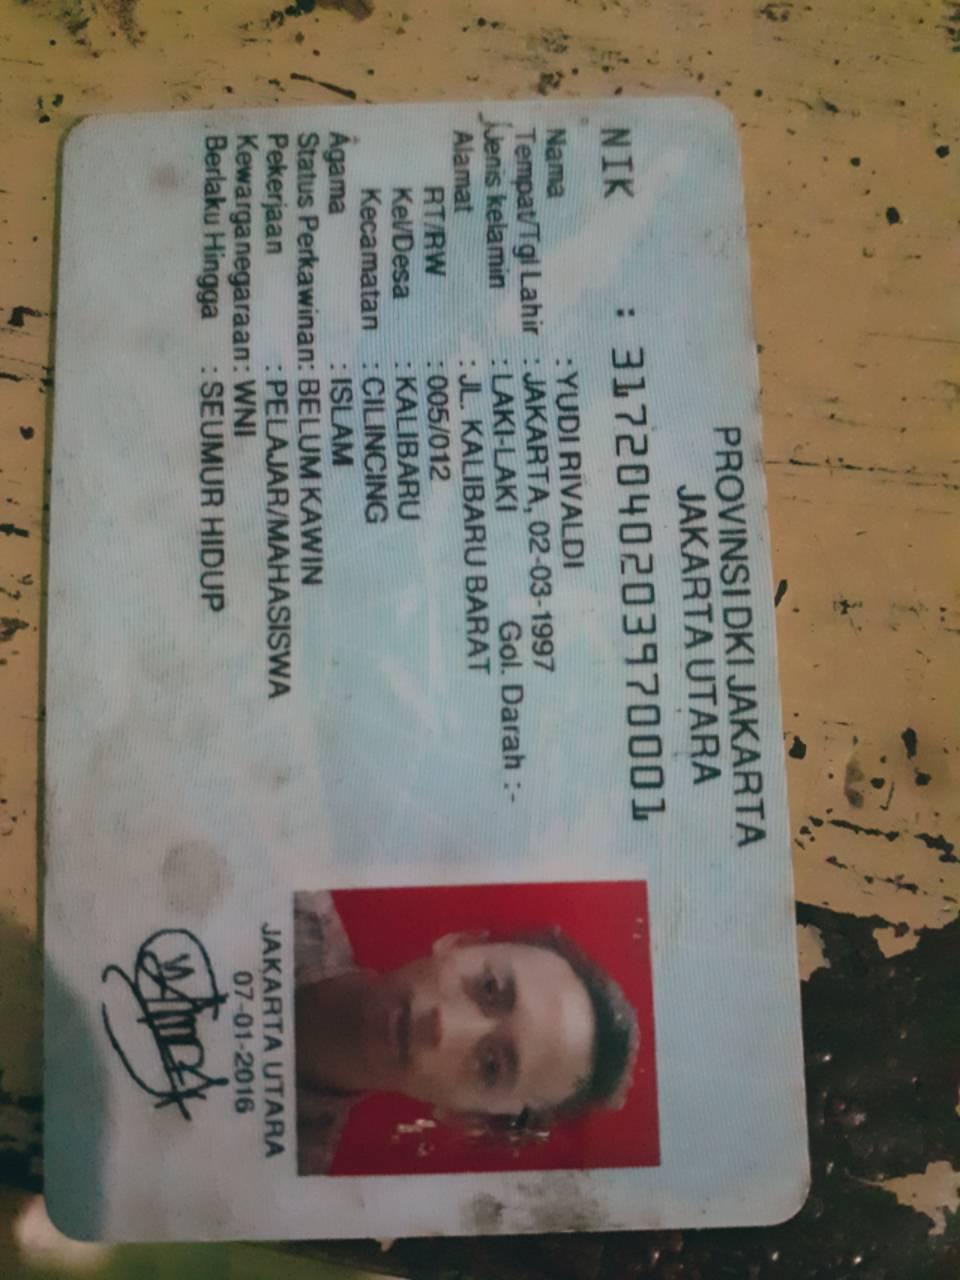 PROVINSI DKI JAKARTA
JAKARTA UTARA
NIK : 3172040203970001
Nama : YUDI RIVALDI
Tempat/Tgl Lahir : JAKARTA, 02-03-1997
Jenis kelamin : LAKI-LAKI Gol. Darah :-
Alamat : JL. KALIBARU BARAT
RT/RW : 005/012
Kel/Desa : KALIBARU
Kecamatan : CILINCING
Agama : ISLAM
Status Perkawinan: BELUM KAWIN
Pekerjaan : PELAJAR/MAHASISWA
Kewarganegaraan: WNI
Berlaku Hingga : SEUMUR HIDUP
JAKARTA UTARA
07-01-2016